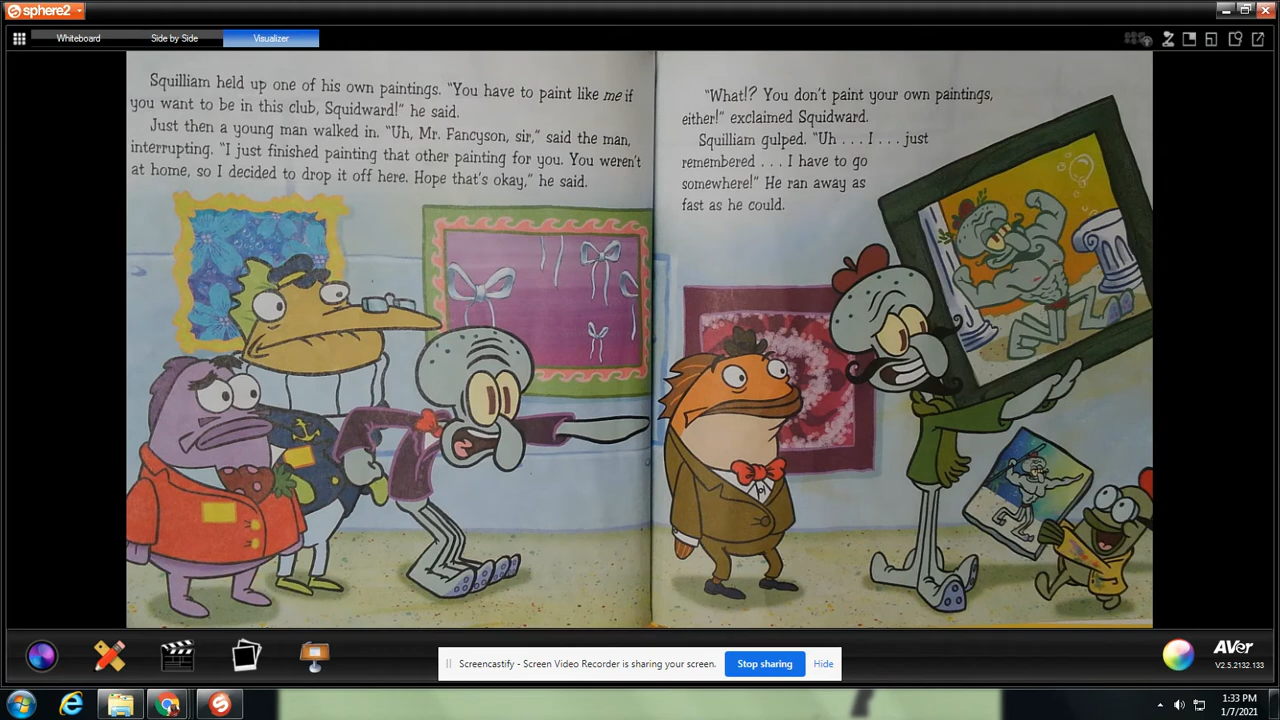 sphere2
Whiteboard
Side by Side
Visualizer
Squilliam held up one of his own paintings. “You have to paint like me if
you want to be in this club, Squidward!” he said.
Just then a young man walked in. “Uh, Mr. Fancyson, sir,” said the man,
interrupting. “I just finished painting that other painting for you. You weren’t
at home, so I decided to drop it off here. Hope that’s okay,” he said.
“What!? You don’t paint your own paintings,
either!” exclaimed Squidward.
Squilliam gulped. “Uh . . . I . . . just
remembered . . . I have to go
somewhere!” He ran away as
fast as he could.
Screencastify - Screen Video Recorder is sharing your screen.
Stop sharing
Hide
AVer
V2.5.2132.133
1:33 PM
1/7/2021